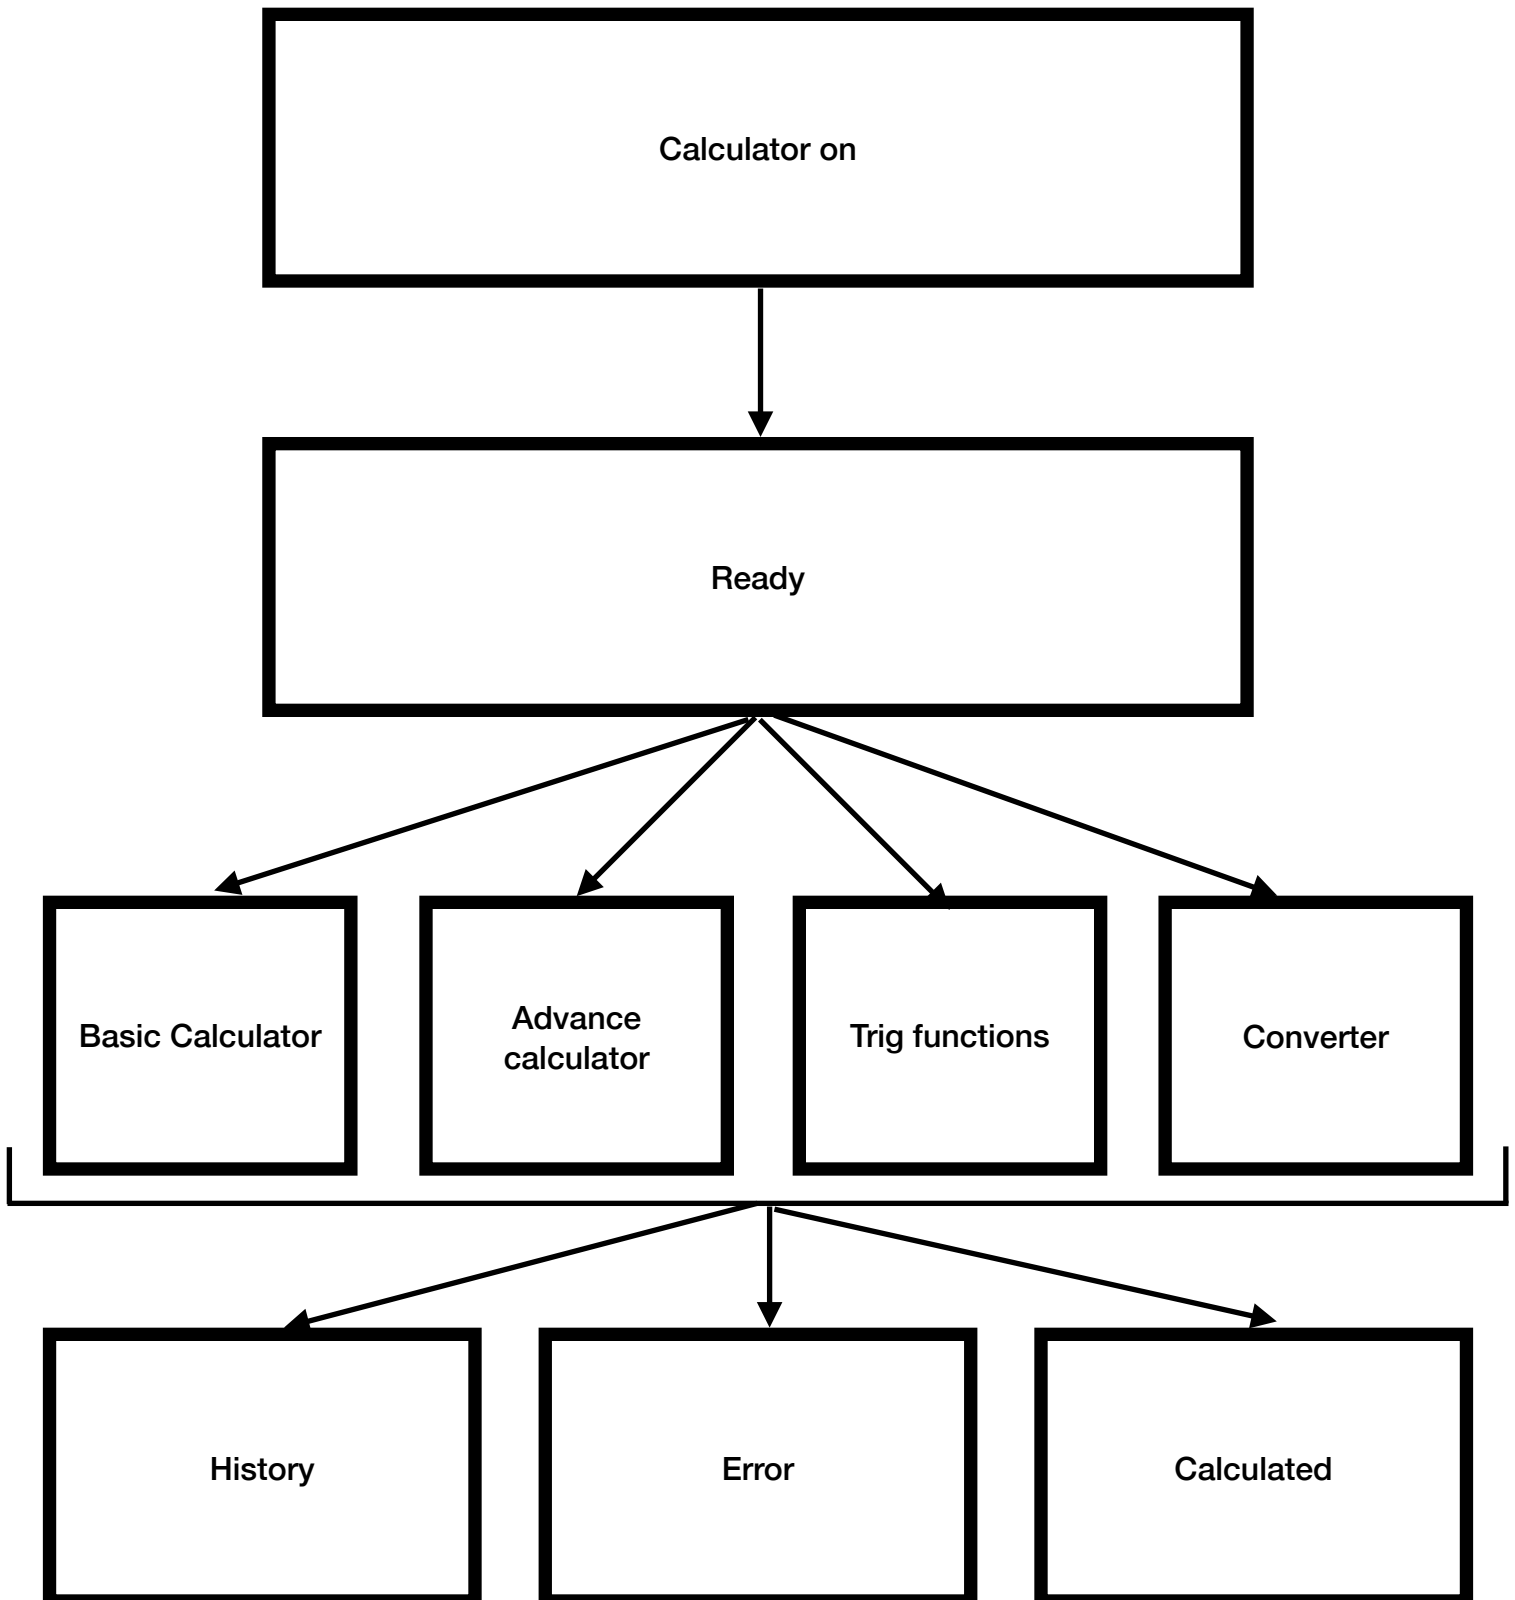 Calculator on
Ready
Basic Calculator
Advance
calculator
Trig functions
Converter
History
Error
Calculated